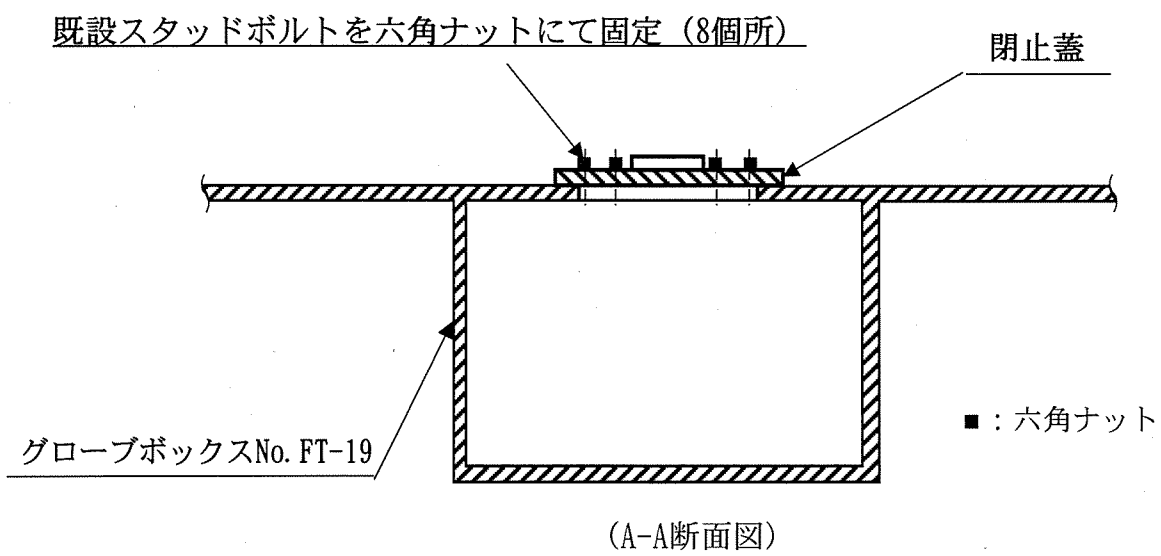 既設スタッドボルトを六角ナットにて固定（8個所）
閉止蓋
グローブボックスNo.FT-19
■：六角ナット
（A-A断面図）